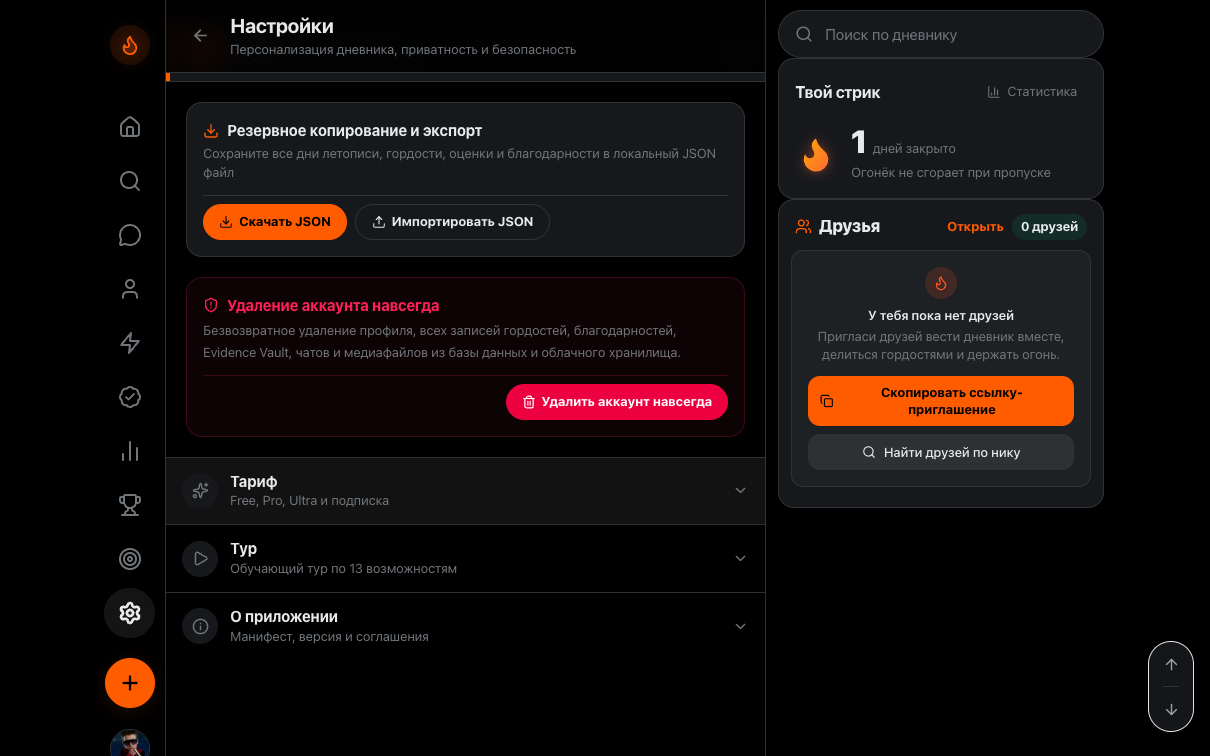 Настройки
Персонализация дневника, приватность и безопасность
Резервное копирование и экспорт
Сохраните все дни летописи, гордости, оценки и благодарности в локальный JSON
файл
Скачать JSON
Импортировать JSON
Удаление аккаунта навсегда
Безвозвратное удаление профиля, всех записей гордостей, благодарностей,
Evidence Vault, чатов и медиафайлов из базы данных и облачного хранилища.
Удалить аккаунт навсегда
Тариф
Free, Pro, Ultra и подписка
Тур
Обучающий тур по 13 возможностям
О приложении
Манифест, версия и соглашения
Поиск по дневнику
Твой стрик
Статистика
1 дней закрыто
Огонёк не сгорает при пропуске
Друзья
Открыть
0 друзей
У тебя пока нет друзей
Пригласи друзей вести дневник вместе,
делиться гордостями и держать огонь.
Скопировать ссылку-
приглашение
Найти друзей по нику